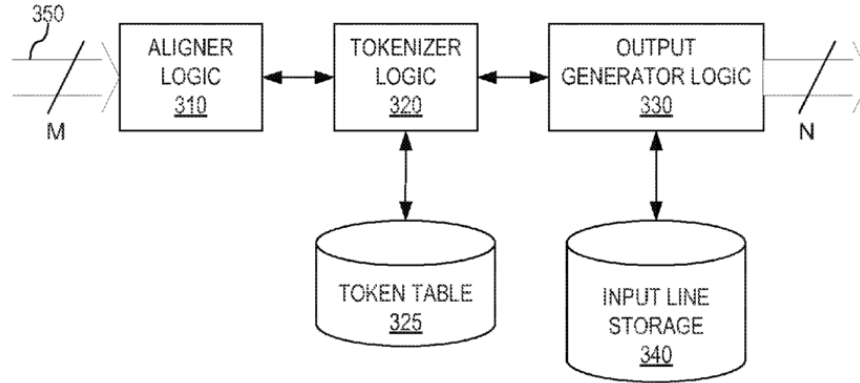 350
M
ALIGNER
LOGIC
310
TOKENIZER
LOGIC
320
OUTPUT
GENERATOR LOGIC
330
N
TOKEN TABLE
325
INPUT LINE
STORAGE
340